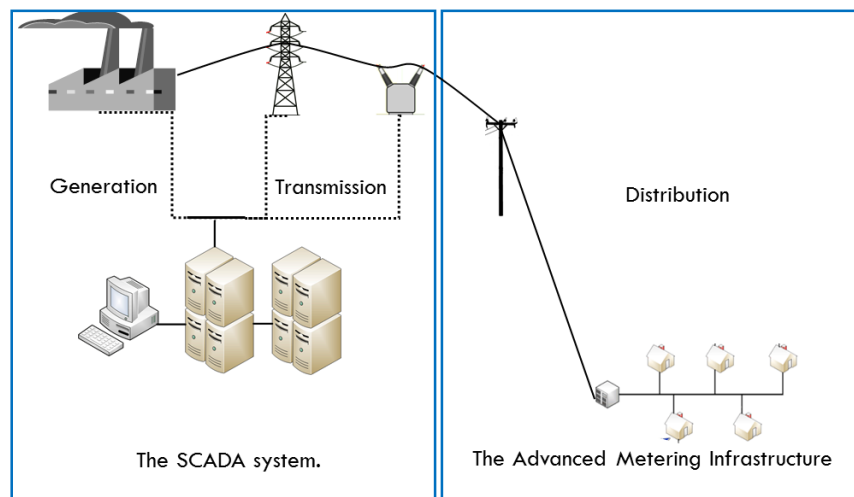 Generation
Transmission
Distribution
The SCADA system.
The Advanced Metering Infrastructure